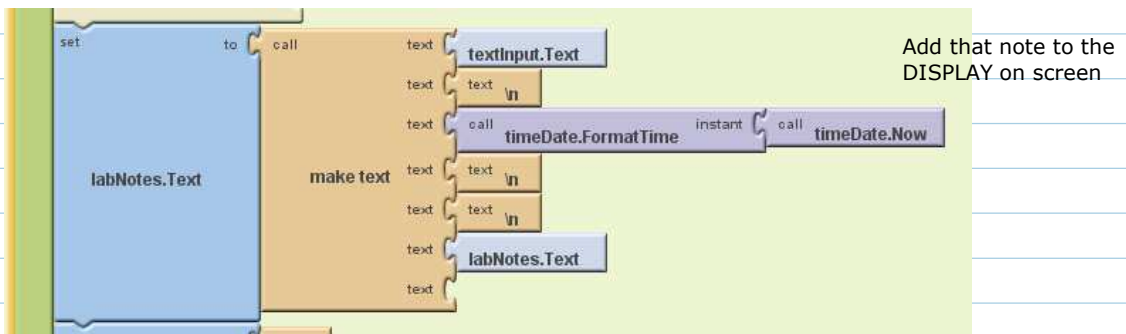 set to call text textInput.Text
Add that note to the
DISPLAY on screen
text text \n
text call timeDate.FormatTime instant call timeDate.Now
labNotes.Text make text text text \n
text text \n
text labNotes.Text
text